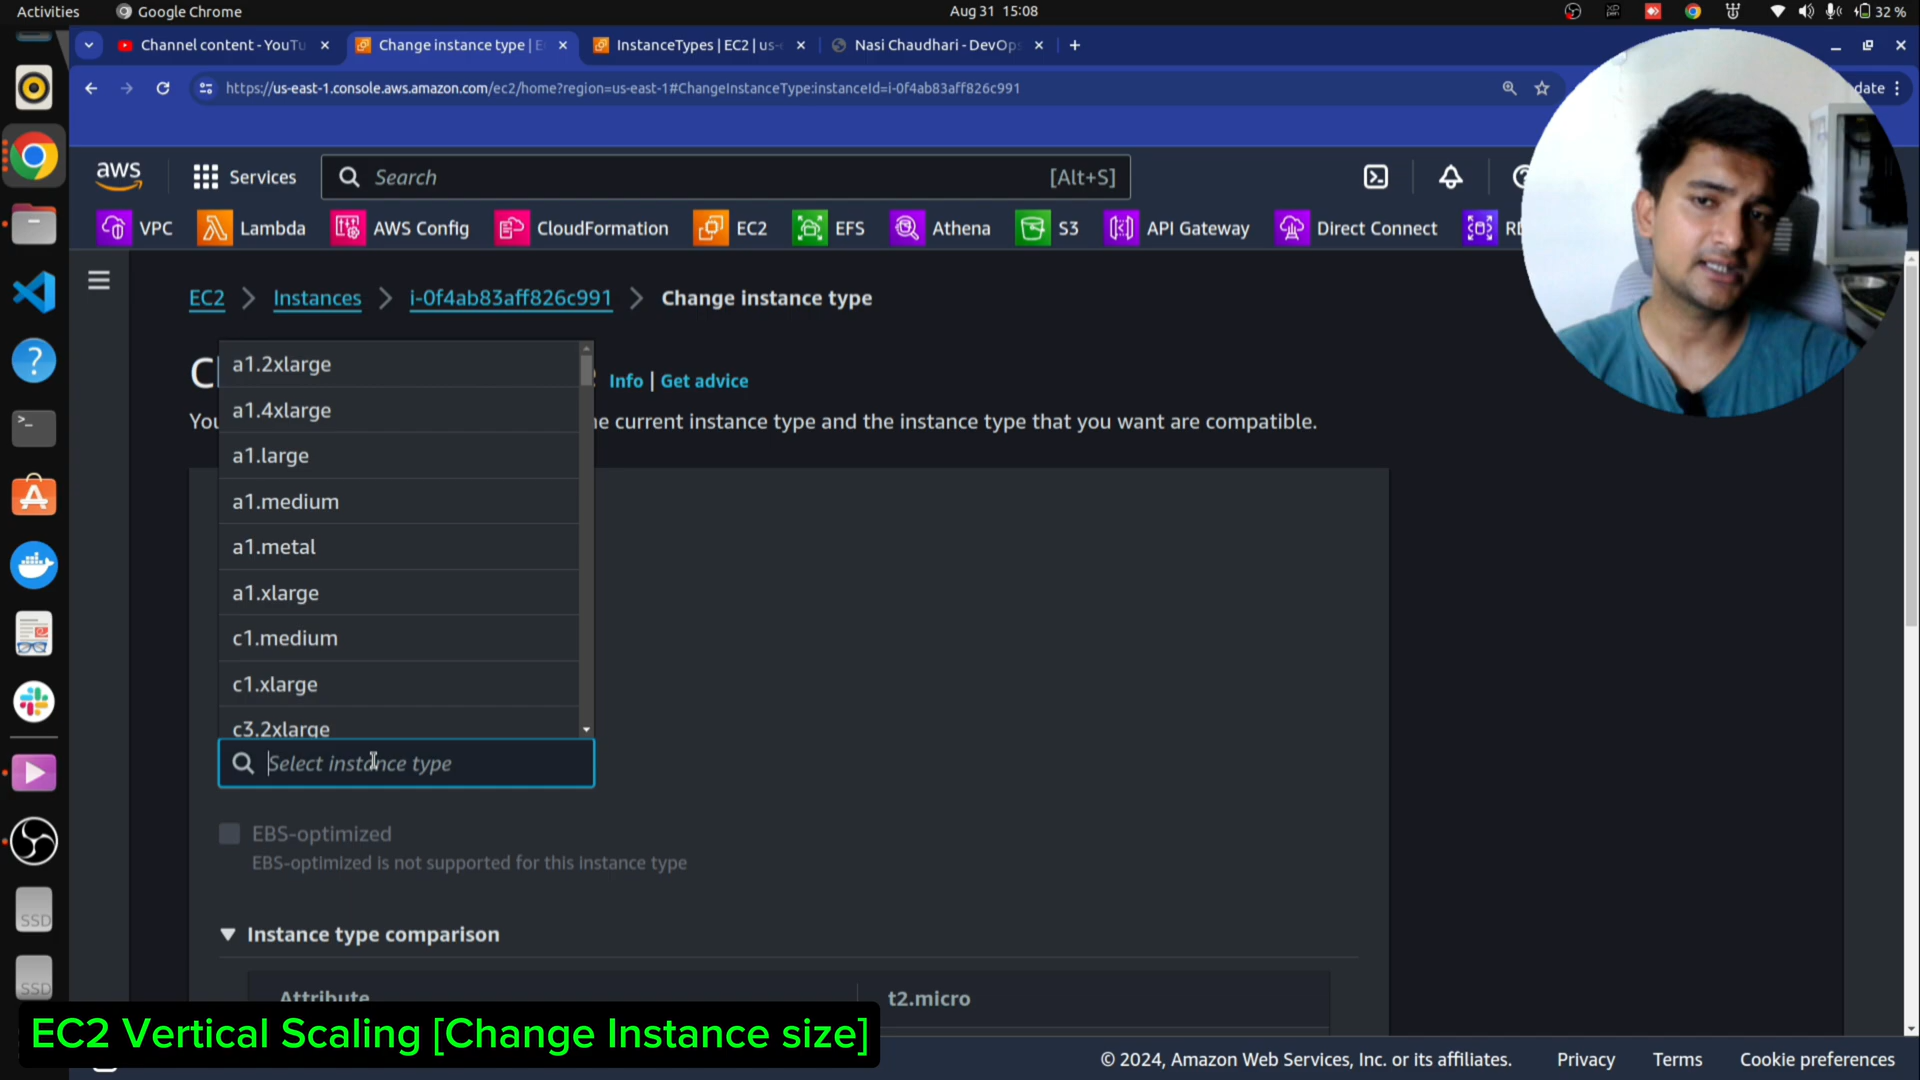 Activities
Google Chrome
Aug 31 15:08
32 %
Channel content - YouTu
Change instance type | E
InstanceTypes | EC2 | us-
Nasi Chaudhari - DevOp
https://us-east-1.console.aws.amazon.com/ec2/home?region=us-east-1#ChangeInstanceType:instanceId=i-0f4ab83aff826c991
date
aws
Services
Search
[Alt+S]
VPC
Lambda
AWS Config
CloudFormation
EC2
EFS
Athena
S3
API Gateway
Direct Connect
EC2
Instances
i-0f4ab83aff826c991
Change instance type
C
Info | Get advice
You
e current instance type and the instance type that you want are compatible.
a1.2xlarge
a1.4xlarge
a1.large
a1.medium
a1.metal
a1.xlarge
c1.medium
c1.xlarge
c3.2xlarge
Select instance type
EBS-optimized
EBS-optimized is not supported for this instance type
Instance type comparison
Attribute
t2.micro
SSD
SSD
EC2 Vertical Scaling [Change Instance size]
© 2024, Amazon Web Services, Inc. or its affiliates.
Privacy
Terms
Cookie preferences